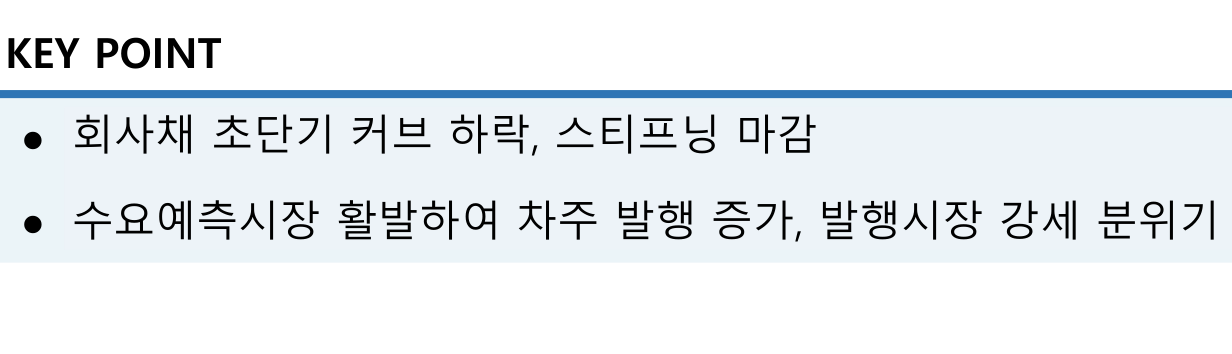 KEY POINT
● 회사채 초단기 커브 하락, 스티프닝 마감
● 수요예측시장 활발하여 차주 발행 증가, 발행시장 강세 분위기